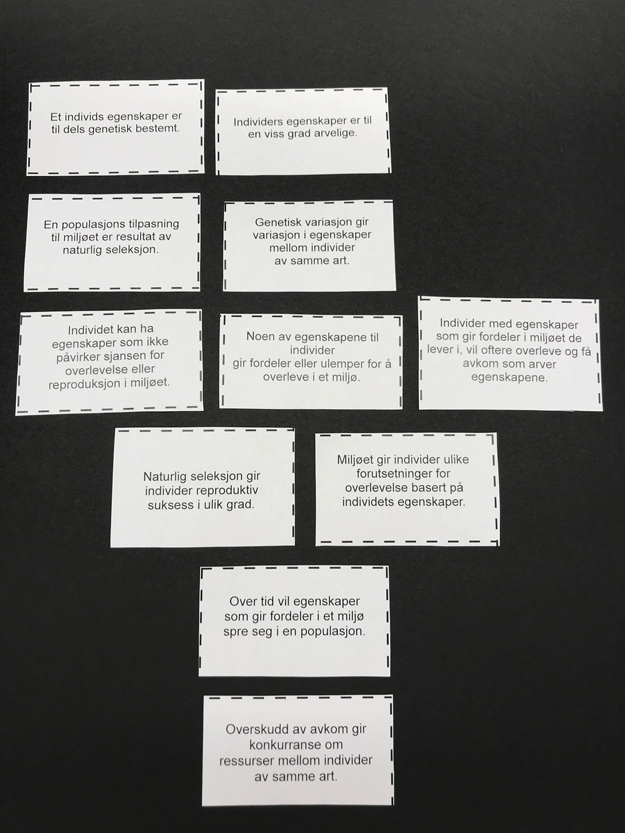 Et individs egenskaper er
til dels genetisk bestemt.
Individers egenskaper er til
en viss grad arvelige.
En populasjons tilpasning
til miljøet er resultat av
naturlig seleksjon.
Genetisk variasjon gir
variasjon i egenskaper
mellom individer
av samme art.
Individet kan ha
egenskaper som ikke
påvirker sjansen for
overlevelse eller
reproduksjon i miljøet.
Noen av egenskapene til
individer
gir fordeler eller ulemper for å
overleve i et miljø.
Individer med egenskaper
som gir fordeler i miljøet de
lever i, vil oftere overleve og få
avkom som arver
egenskapene.
Naturlig seleksjon gir
individer reproduktiv
suksess i ulik grad.
Miljøet gir individer ulike
forutsetninger for
overlevelse basert på
individets egenskaper.
Over tid vil egenskaper
som gir fordeler i et miljø
spre seg i en populasjon.
Overskudd av avkom gir
konkurranse om
ressurser mellom individer
av samme art.